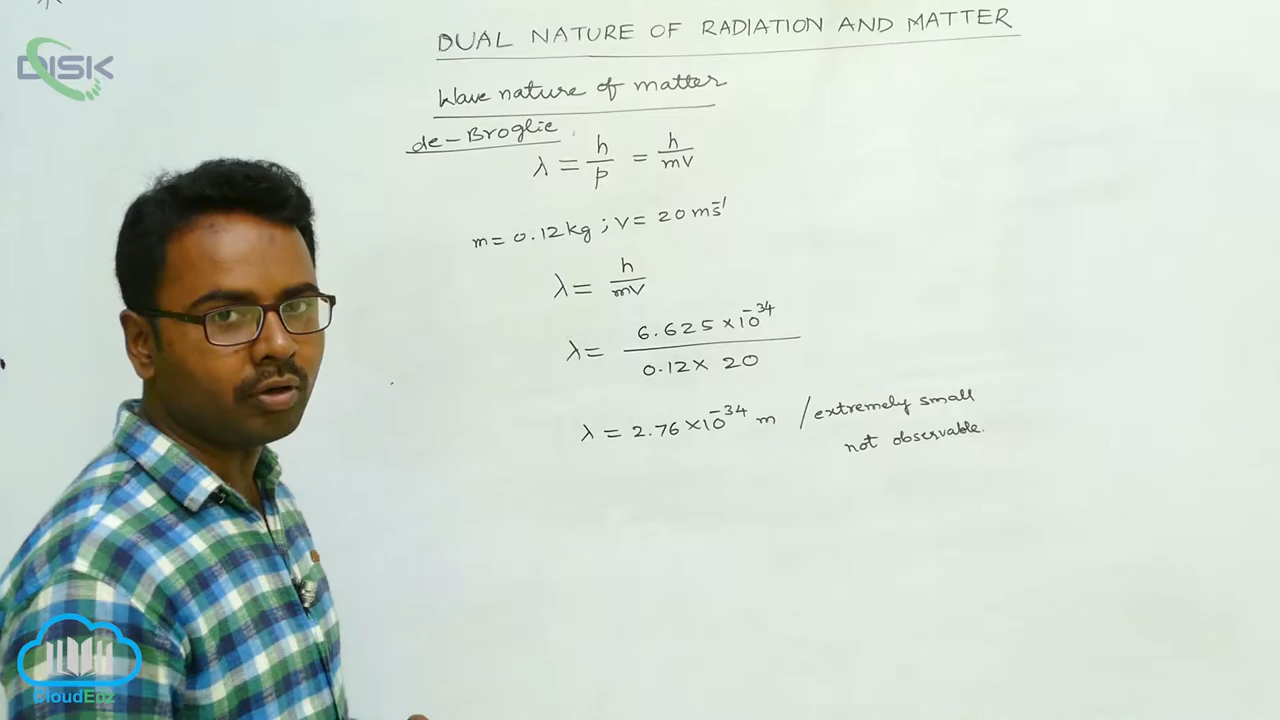 DISK
DUAL NATURE OF RADIATION AND MATTER
Wave nature of matter
de-Broglie
λ = h/p = h/mv
m = 0.12 kg ; v = 20 ms⁻¹
λ = h/mv
λ = 6.625 × 10⁻³⁴ / 0.12 × 20
λ = 2.76 × 10⁻³⁴ m / extremely small
not observable.
CloudEnz